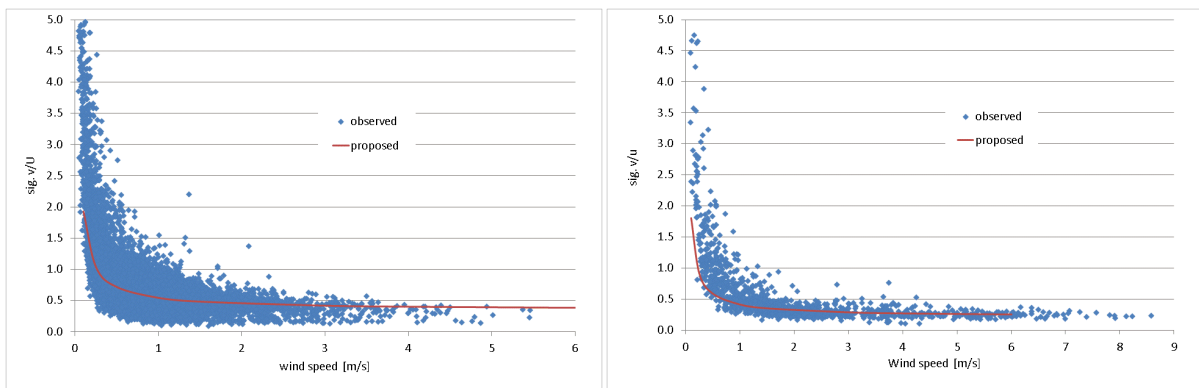 5.0
4.5
4.0
3.5
3.0
2.5
2.0
1.5
1.0
0.5
0.0
sig. v/U
observed
proposed
0 1 2 3 4 5 6
wind speed [m/s]
5.0
4.5
4.0
3.5
3.0
2.5
2.0
1.5
1.0
0.5
0.0
sig. v/u
observed
proposed
0 1 2 3 4 5 6 7 8 9
Wind speed [m/s]